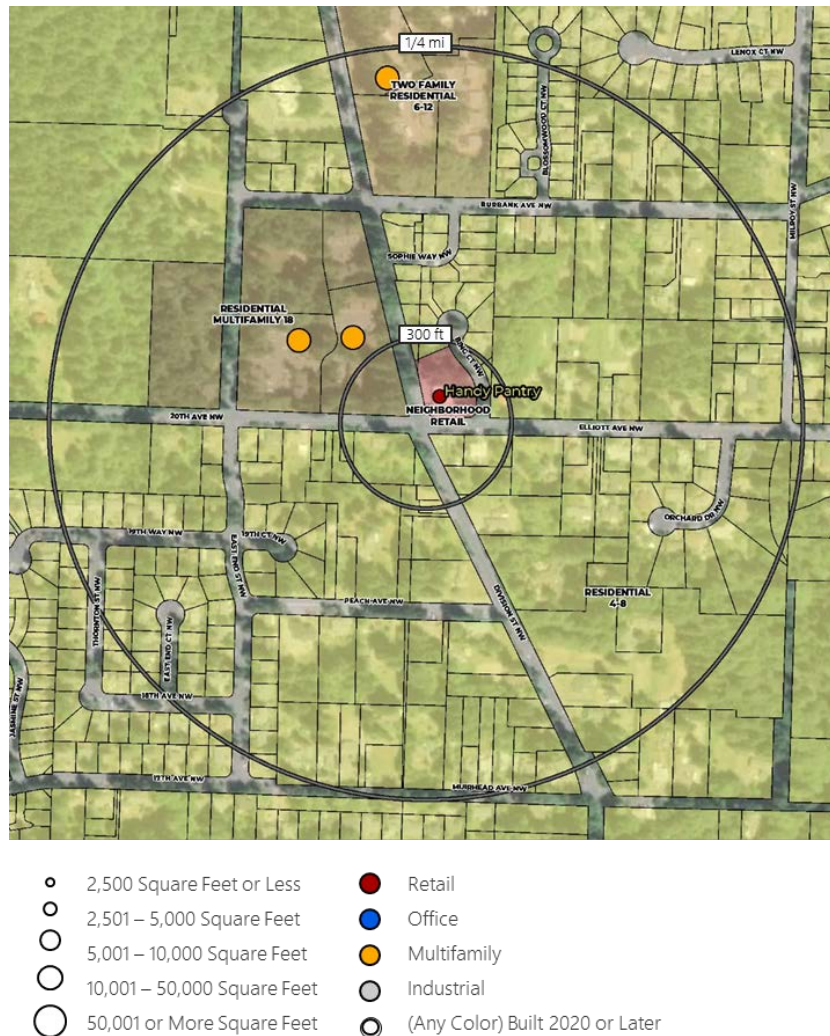 1/4 mi
LENOX CT NW
TWO FAMILY
RESIDENTIAL
6-12
BLOSSOMWOOD CT NW
MILROY ST NW
BURBANK AVE NW
SOPHIE WAY NW
RESIDENTIAL
MULTIFAMILY 18
300 ft
BING CT NW
Handy Pantry
NEIGHBORHOOD
RETAIL
20TH AVE NW
ELLIOTT AVE NW
ORCHARD DR NW
19TH WAY NW
19TH CT NW
EAST END ST NW
THORNTON ST NW
EAST END CT NW
PEACH AVE NW
DIVISION ST NW
RESIDENTIAL
4-8
18TH AVE NW
JASMINE ST NW
17TH AVE NW
MUIRHEAD AVE NW
2,500 Square Feet or Less
2,501 – 5,000 Square Feet
5,001 – 10,000 Square Feet
10,001 – 50,000 Square Feet
50,001 or More Square Feet
Retail
Office
Multifamily
Industrial
(Any Color) Built 2020 or Later